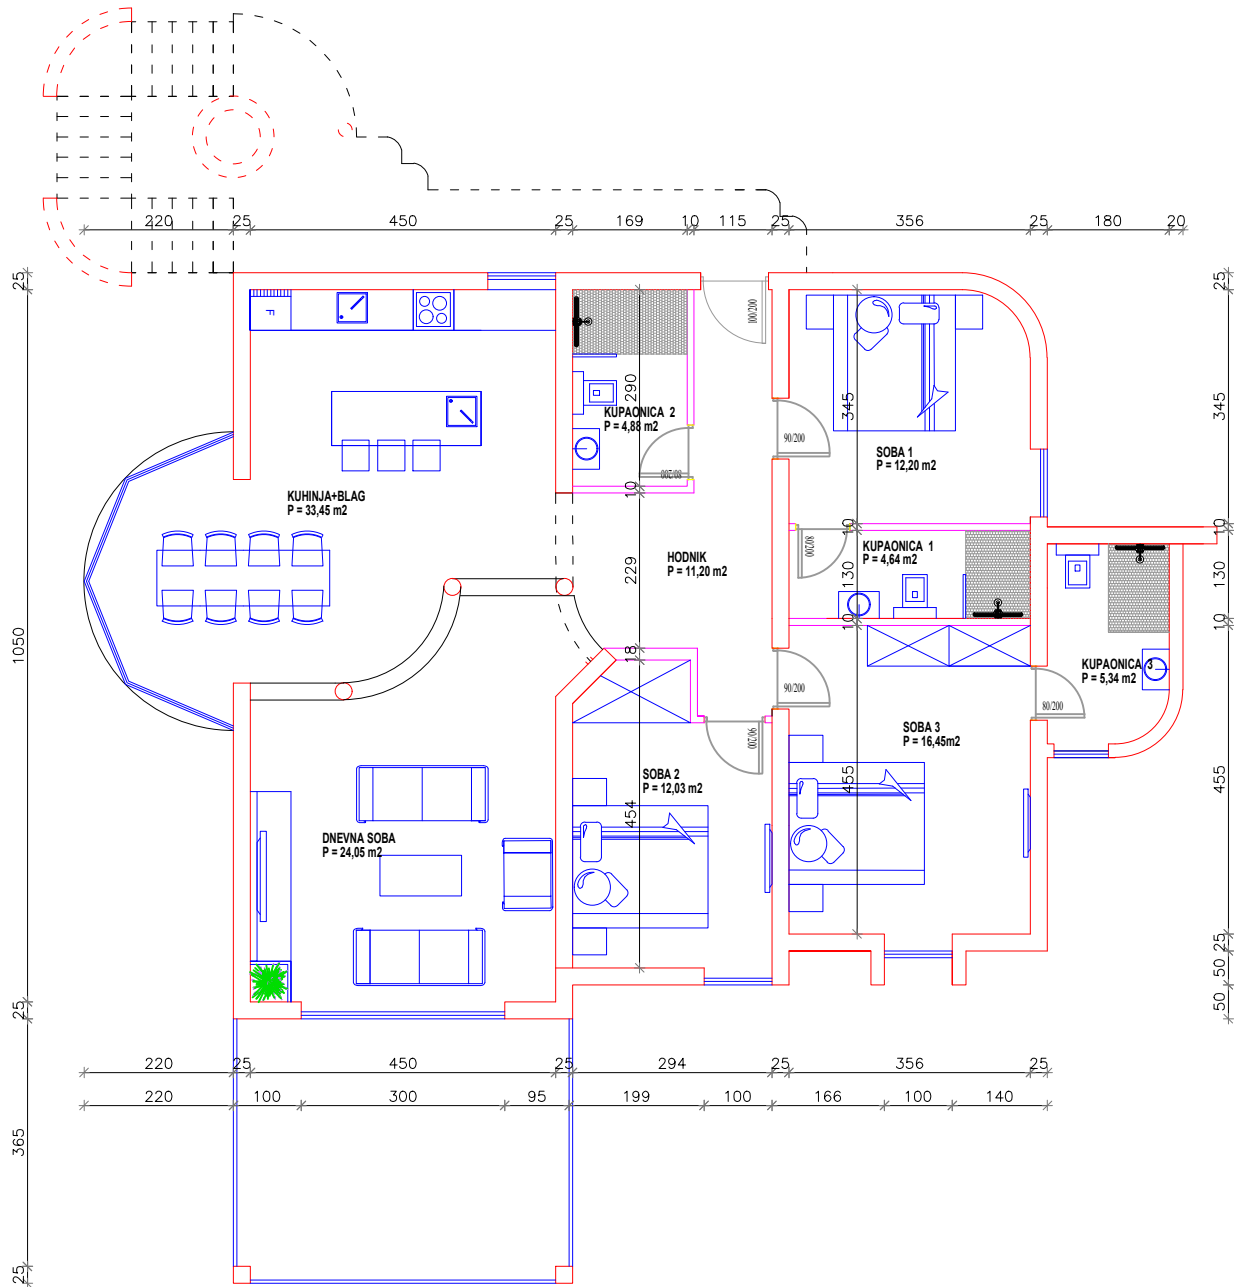 220 25 450 25 169 10 115 25 356 25 180 20
25
25
F
100/200
290
345
345
KUPAONICA 2
P = 4,88 m2
90/200
SOBA 1
P = 12,20 m2
80/200
KUHINJA+BLAG
P = 33,45 m2
10
10
10
80/200
KUPAONICA 1
P = 4,64 m2
HODNIK
P = 11,20 m2
229
130
130
10
10
1050
18
KUPAONICA 3
P = 5,34 m2
90/200
80/200
90/200
SOBA 3
P = 16,45m2
SOBA 2
P = 12,03 m2
455
455
454
DNEVNA SOBA
P = 24,05 m2
25
50
50
25
220 25 450 25 294 25 356 25
220 100 300 95 199 100 166 100 140
365
25